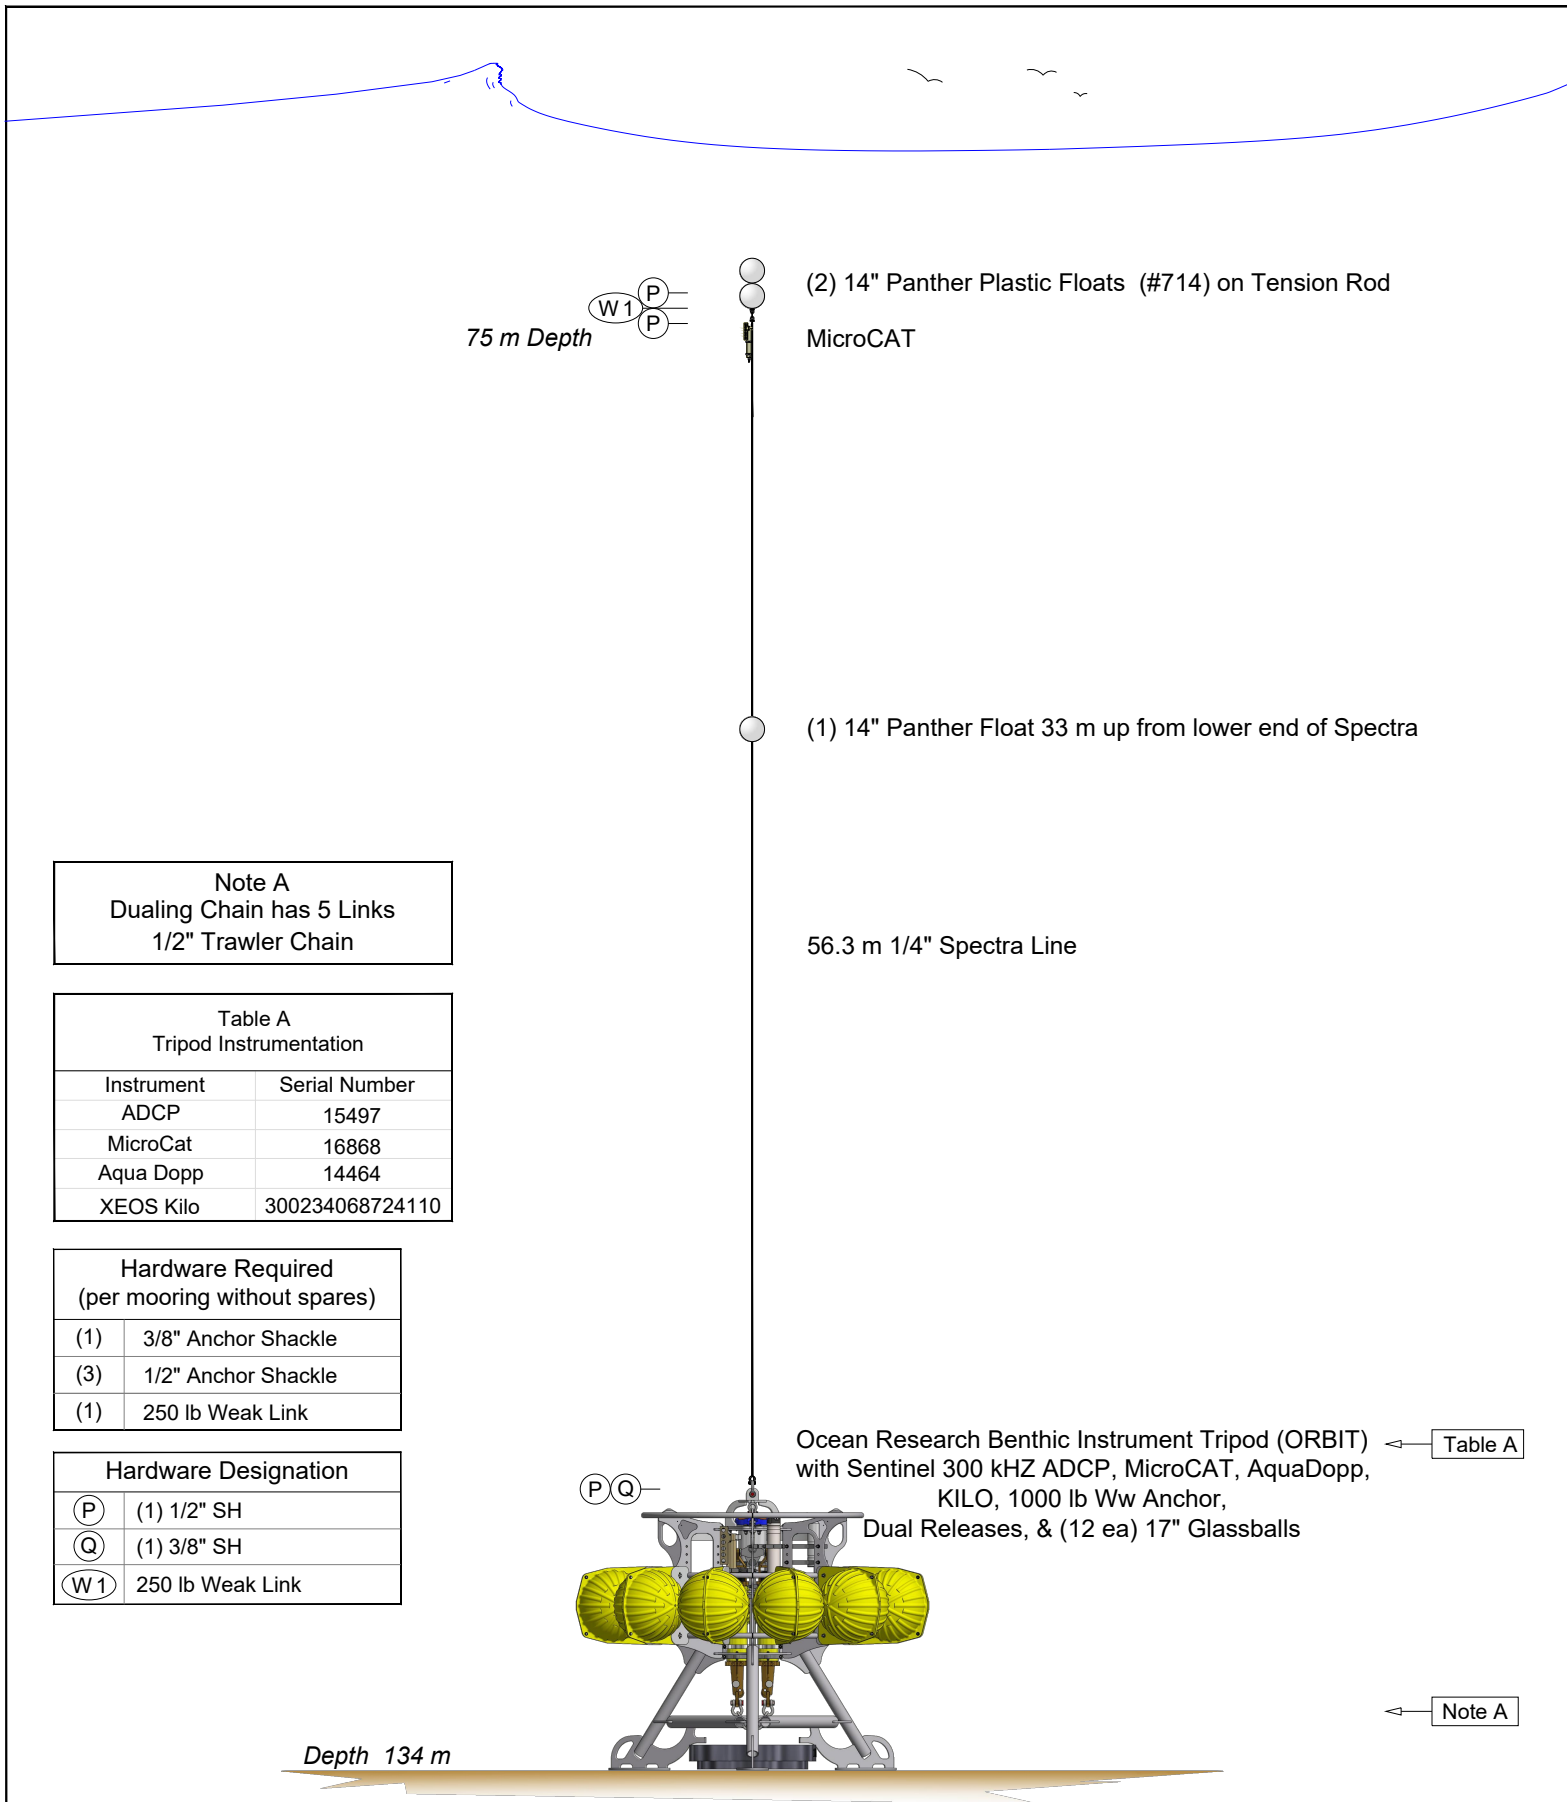 (2) 14" Panther Plastic Floats (#714) on Tension Rod
P
W 1
P
75 m Depth
MicroCAT
(1) 14" Panther Float 33 m up from lower end of Spectra
Note A
Dualing Chain has 5 Links
1/2" Trawler Chain
56.3 m 1/4" Spectra Line
Table A
Tripod Instrumentation
Instrument Serial Number
ADCP 15497
MicroCat 16868
Aqua Dopp 14464
XEOS Kilo 300234068724110
Hardware Required
(per mooring without spares)
(1) 3/8" Anchor Shackle
(3) 1/2" Anchor Shackle
(1) 250 lb Weak Link
Hardware Designation
P (1) 1/2" SH
Q (1) 3/8" SH
W 1 250 lb Weak Link
P Q
Ocean Research Benthic Instrument Tripod (ORBIT)
with Sentinel 300 kHZ ADCP, MicroCAT, AquaDopp,
KILO, 1000 lb Ww Anchor,
Dual Releases, & (12 ea) 17" Glassballs
Table A
Note A
Depth 134 m